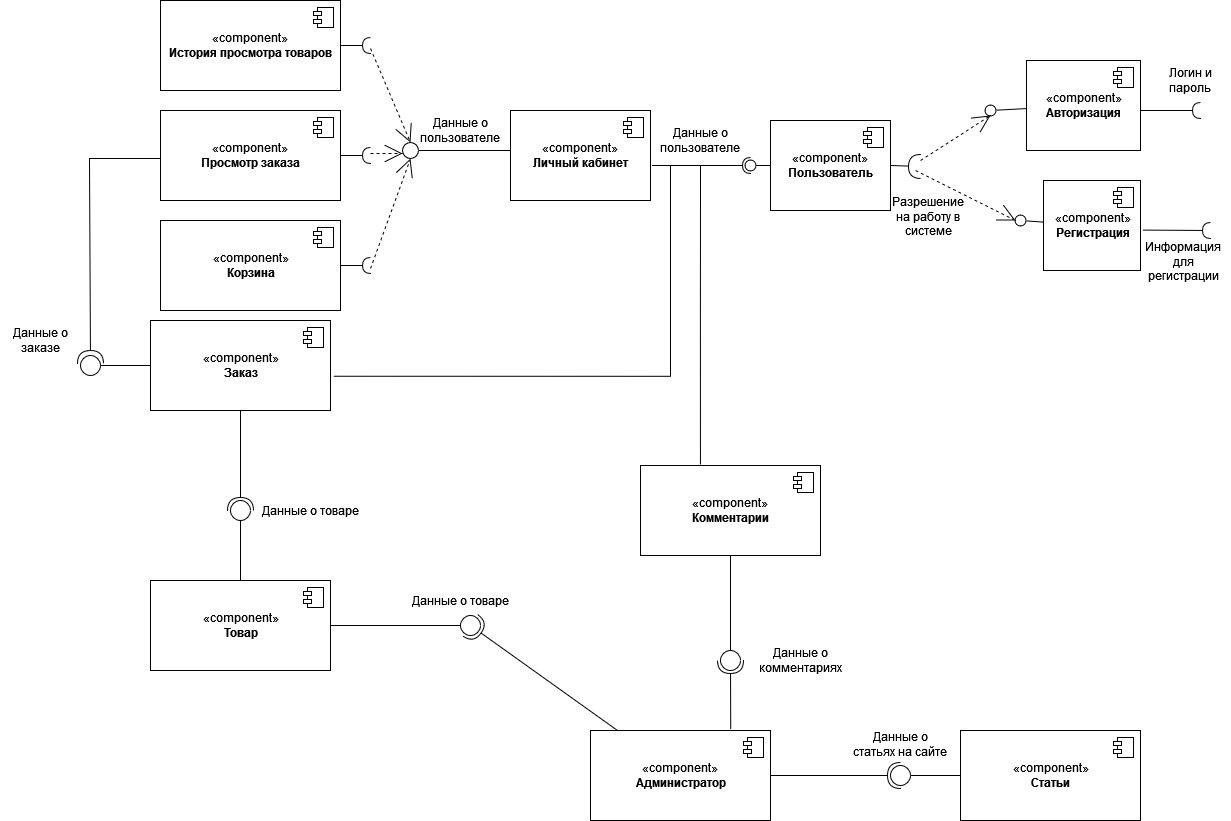 «component»
История просмотра товаров
«component»
Просмотр заказа
«component»
Корзина
Данные о
пользователе
«component»
Личный кабинет
Данные о
пользователе
«component»
Пользователь
Разрешение
на работу в
системе
«component»
Авторизация
Логин и
пароль
«component»
Регистрация
Информация
для
регистрации
Данные о
заказе
«component»
Заказ
Данные о товаре
«component»
Товар
Данные о товаре
«component»
Комментарии
Данные о
комментариях
«component»
Администратор
Данные о
статьях на сайте
«component»
Статьи